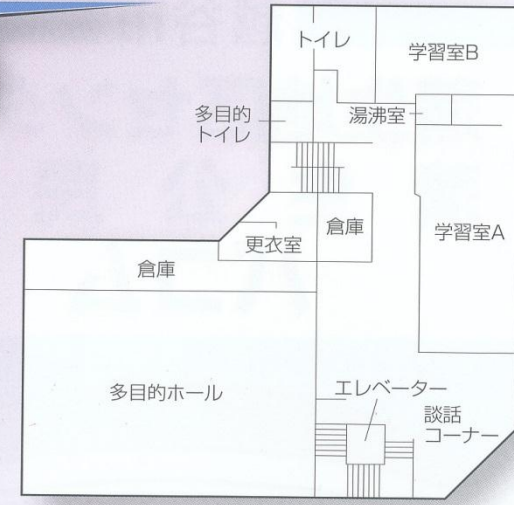 トイレ
学習室B
多目的
トイレ
湯沸室
更衣室
倉庫
学習室A
倉庫
多目的ホール
エレベーター
談話
コーナー